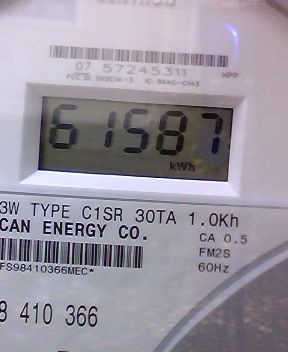 07 57245311
HPP
61587
kWh
3W TYPE C1SR 30TA 1.0Kh
CAN ENERGY CO.
CA 0.5
FM2S
60Hz
FS98410366MEC*
8 410 366